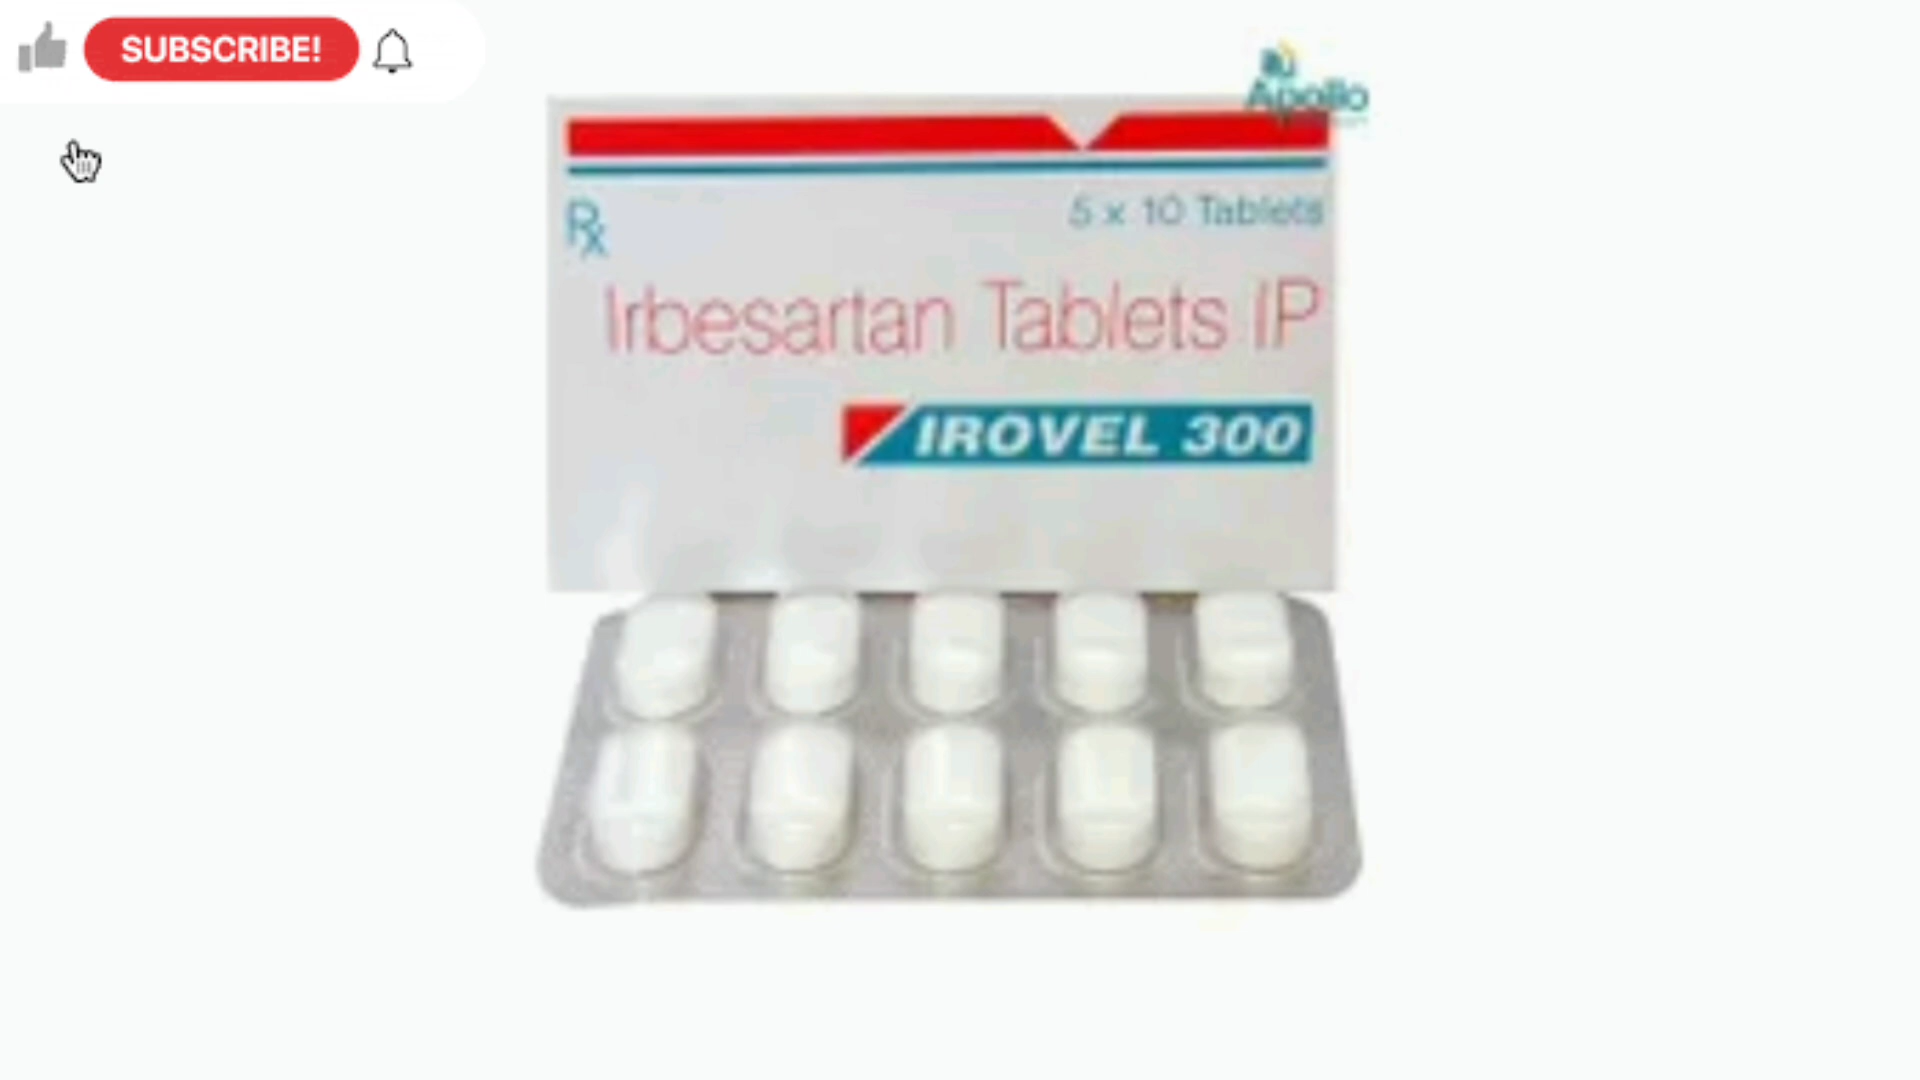 SUBSCRIBE!
Apollo
Rx
5 x 10 Tablets
Irbesartan Tablets IP
IROVEL 300